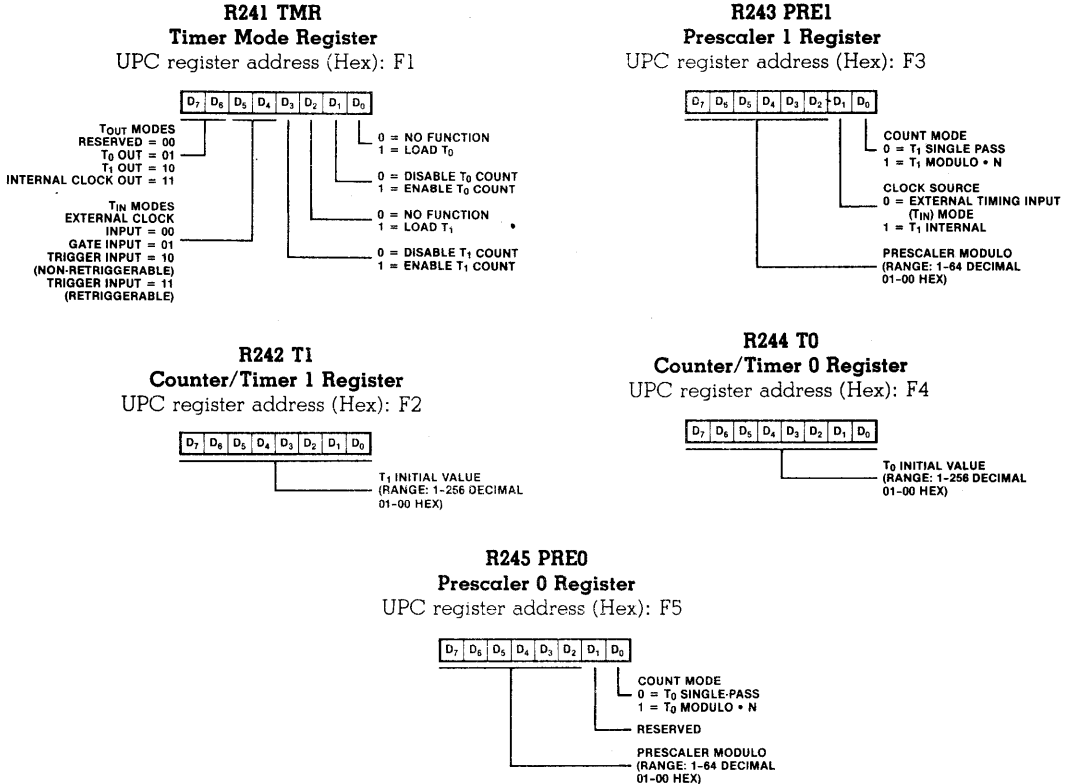 R241 TMR
Timer Mode Register
UPC register address (Hex): F1
D7 D6 D5 D4 D3 D2 D1 D0
TOUT MODES
RESERVED = 00
T0 OUT = 01
T1 OUT = 10
INTERNAL CLOCK OUT = 11
TIN MODES
EXTERNAL CLOCK
INPUT = 00
GATE INPUT = 01
TRIGGER INPUT = 10
(NON-RETRIGGERABLE)
TRIGGER INPUT = 11
(RETRIGGERABLE)
0 = NO FUNCTION
1 = LOAD T0
0 = DISABLE T0 COUNT
1 = ENABLE T0 COUNT
0 = NO FUNCTION
1 = LOAD T1
0 = DISABLE T1 COUNT
1 = ENABLE T1 COUNT
R243 PRE1
Prescaler 1 Register
UPC register address (Hex): F3
D7 D6 D5 D4 D3 D2 D1 D0
COUNT MODE
0 = T1 SINGLE PASS
1 = T1 MODULO • N
CLOCK SOURCE
0 = EXTERNAL TIMING INPUT
(TIN) MODE
1 = T1 INTERNAL
PRESCALER MODULO
(RANGE: 1-64 DECIMAL
01-00 HEX)
R242 T1
Counter/Timer 1 Register
UPC register address (Hex): F2
D7 D6 D5 D4 D3 D2 D1 D0
T1 INITIAL VALUE
(RANGE: 1-256 DECIMAL
01-00 HEX)
R244 T0
Counter/Timer 0 Register
UPC register address (Hex): F4
D7 D6 D5 D4 D3 D2 D1 D0
T0 INITIAL VALUE
(RANGE: 1-256 DECIMAL
01-00 HEX)
R245 PRE0
Prescaler 0 Register
UPC register address (Hex): F5
D7 D6 D5 D4 D3 D2 D1 D0
COUNT MODE
0 = T0 SINGLE-PASS
1 = T0 MODULO • N
RESERVED
PRESCALER MODULO
(RANGE: 1-64 DECIMAL
01-00 HEX)